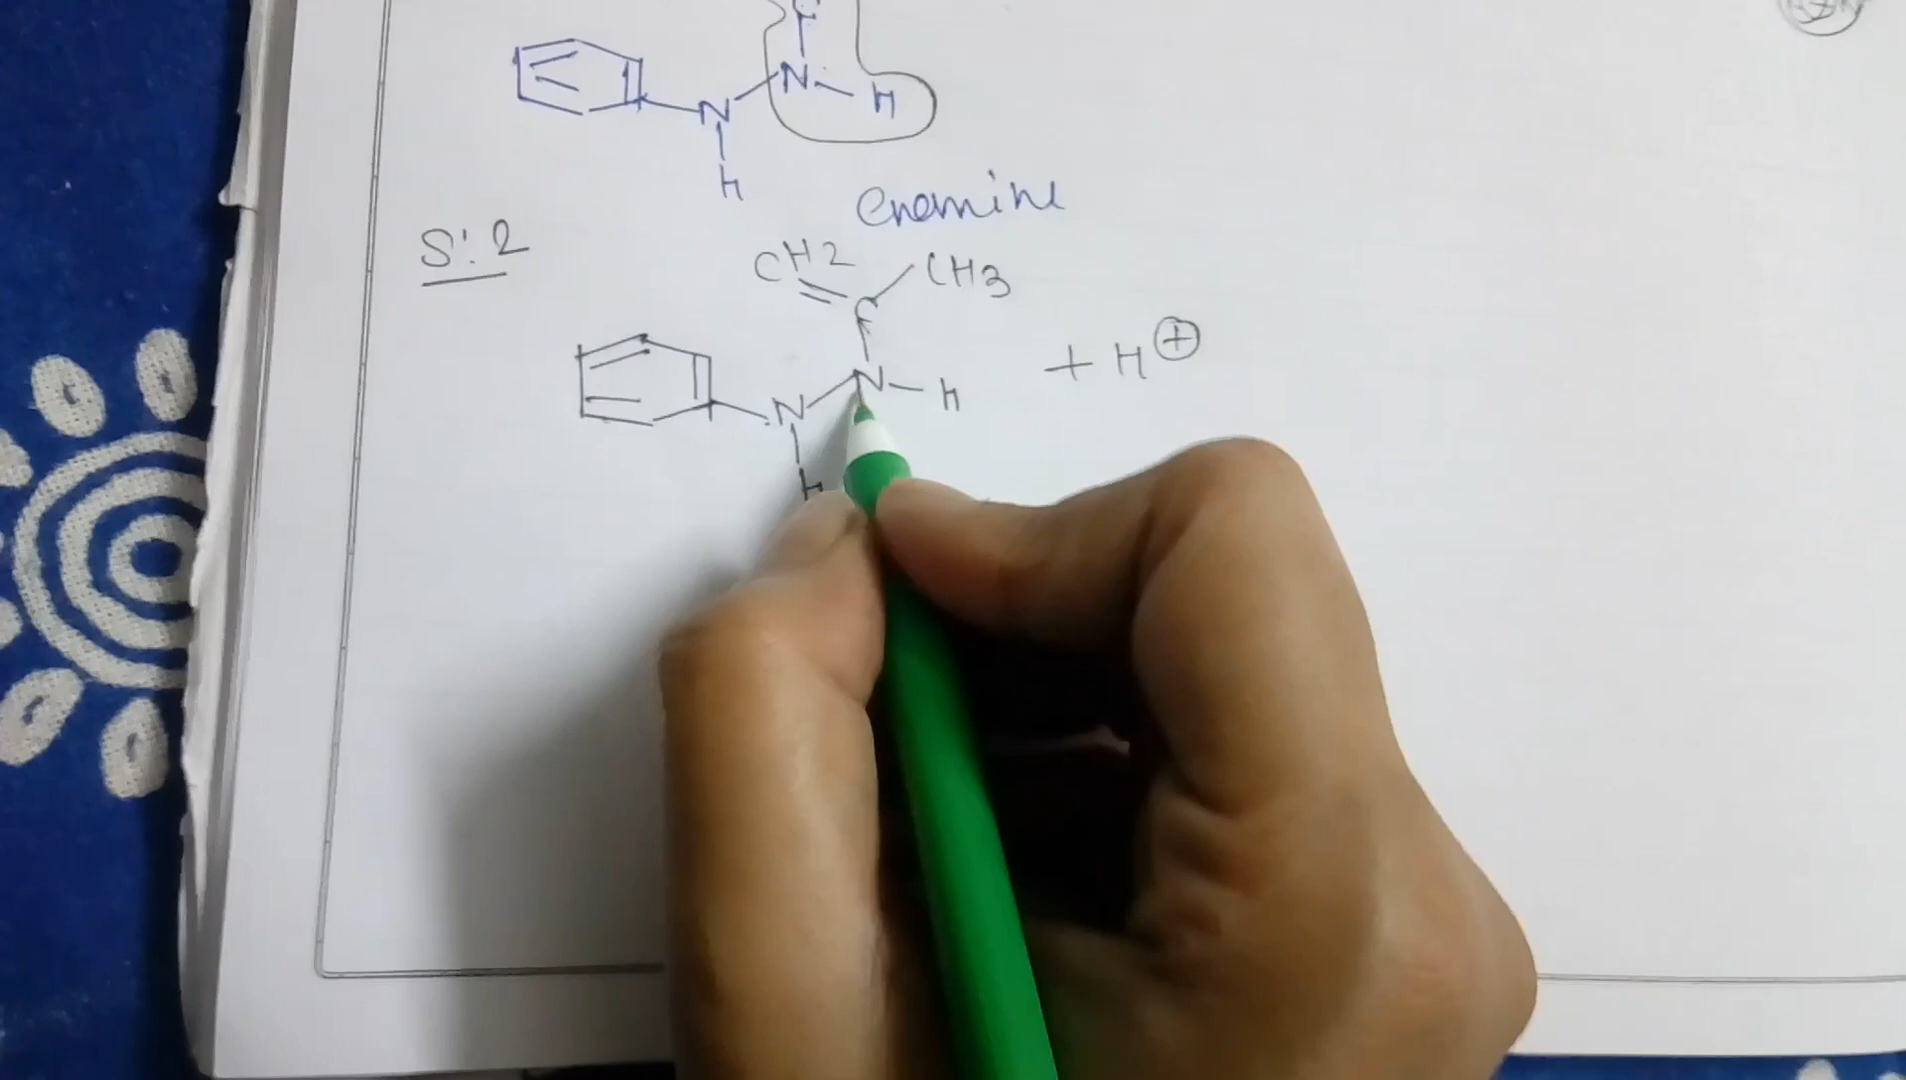 C
N H
N
H
enamine
S: 2
CH2 CH3
C
N H + H +
N
H